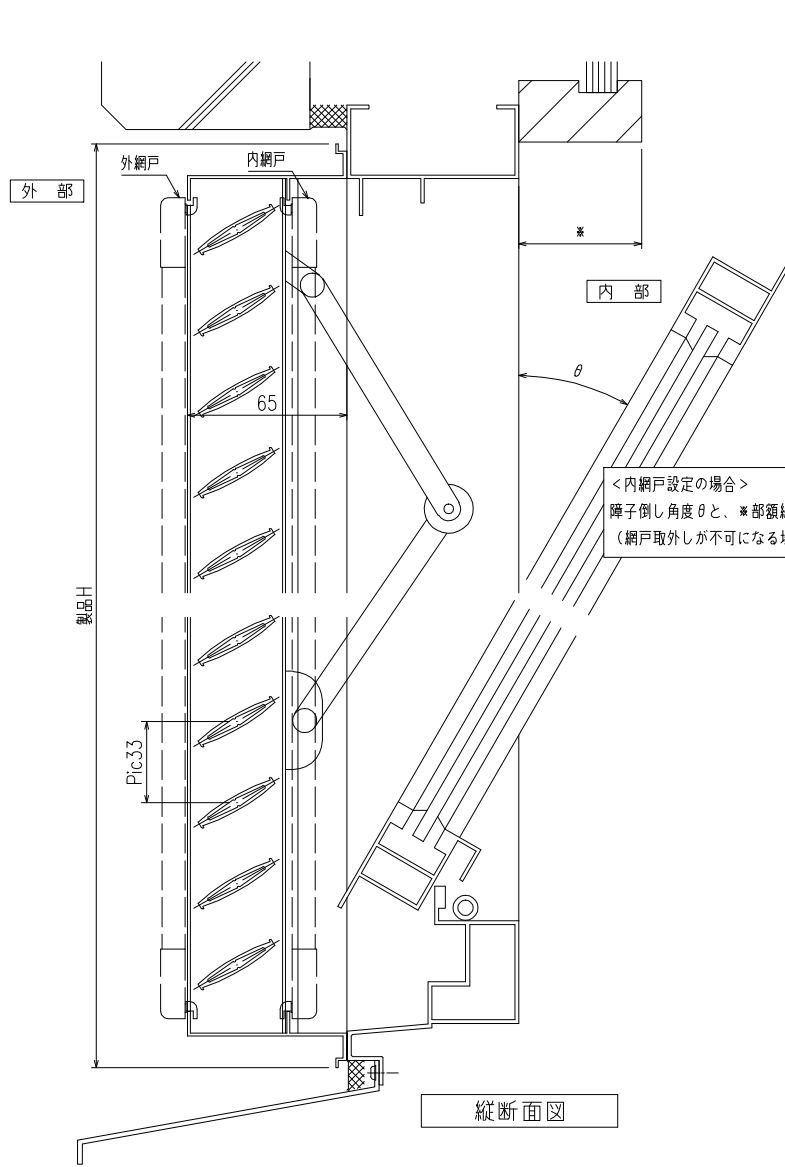 外網戸
内網戸
外 部
※
内 部
θ
65
<内網戸設定の場合>
障子倒し角度θと、※部額
(網戸取外しが不可になる
製品H
Pic33
縦断面図